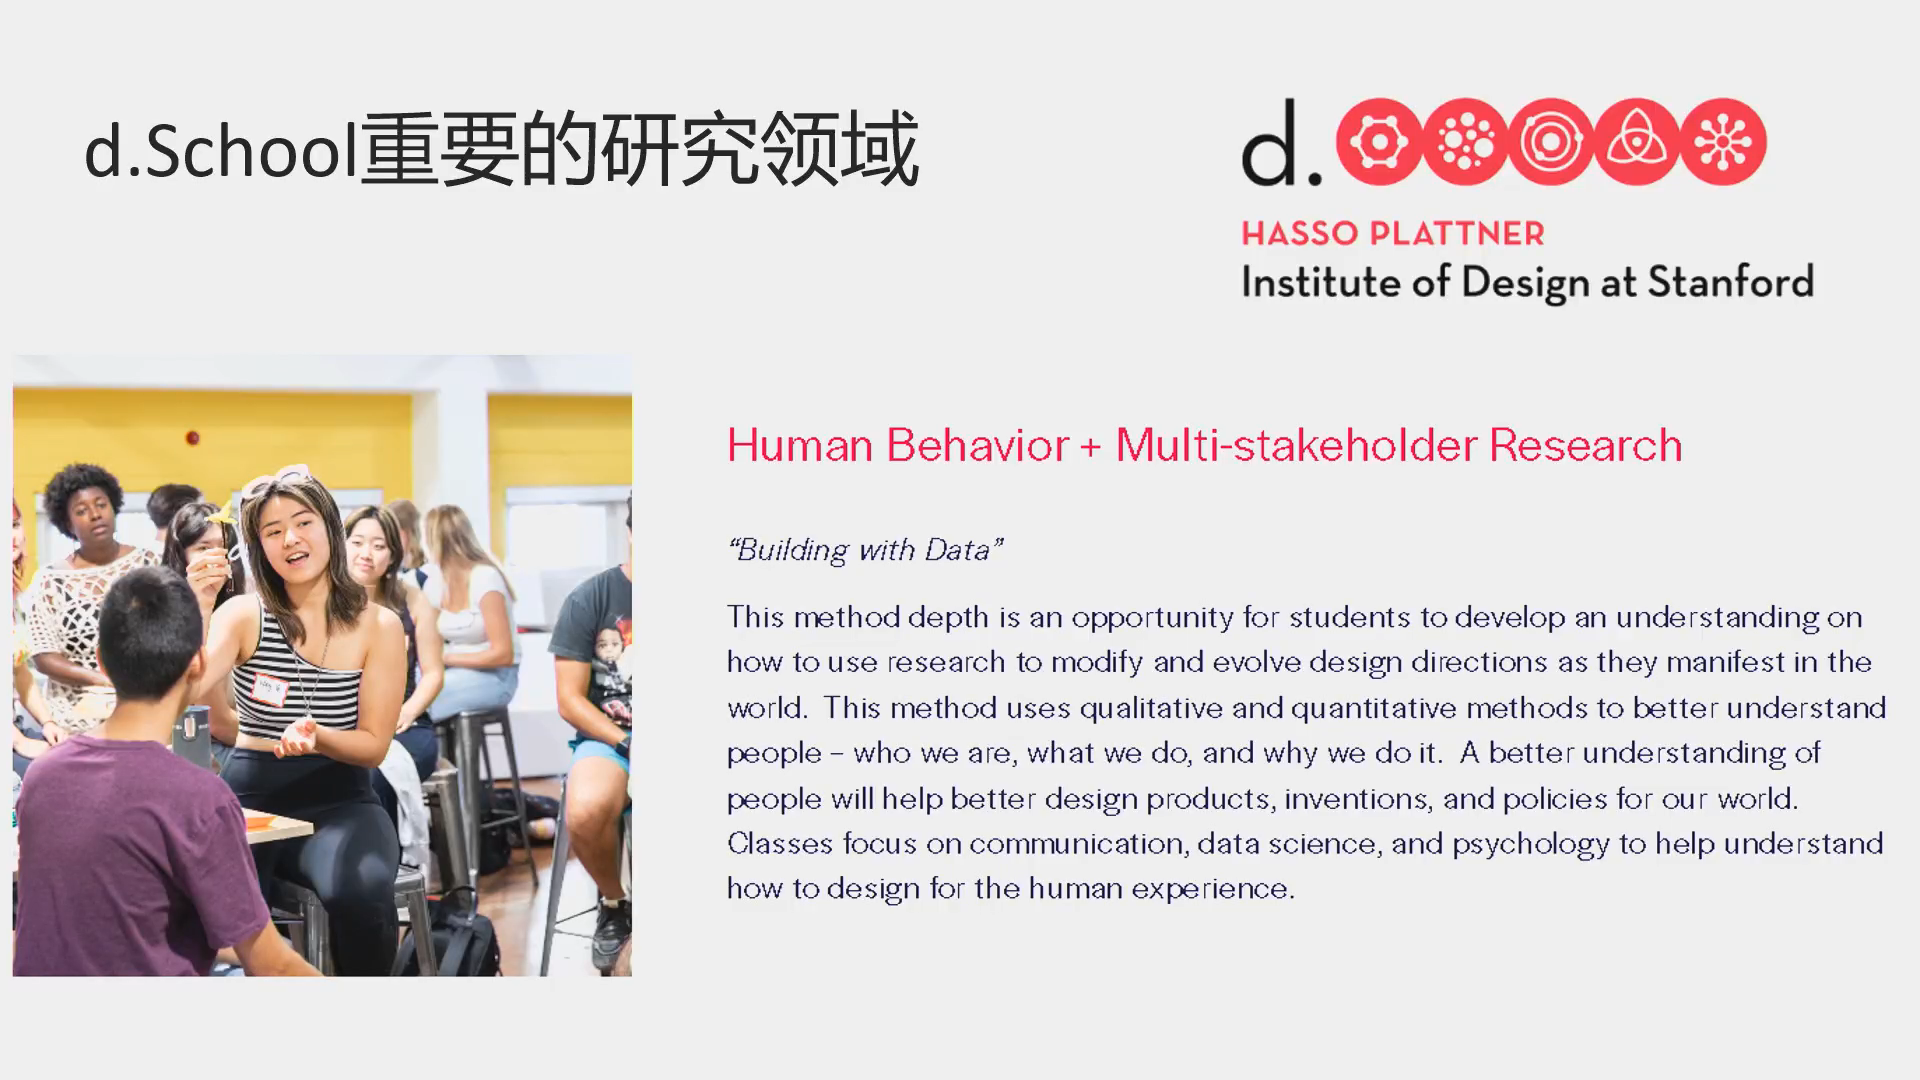 d.School重要的研究领域
d.
HASSO PLATTNER
Institute of Design at Stanford
Human Behavior + Multi-stakeholder Research
“Building with Data”
This method depth is an opportunity for students to develop an understanding on
how to use research to modify and evolve design directions as they manifest in the
world.  This method uses qualitative and quantitative methods to better understand
people – who we are, what we do, and why we do it.  A better understanding of
people will help better design products, inventions, and policies for our world.
Classes focus on communication, data science, and psychology to help understand
how to design for the human experience.